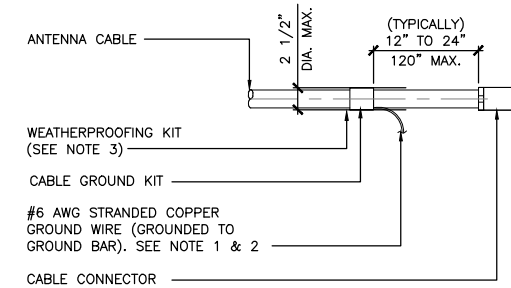 ANTENNA CABLE
2 1/2"
DIA. MAX.
(TYPICALLY)
12" TO 24"
120" MAX.
WEATHERPROOFING KIT
(SEE NOTE 3)
CABLE GROUND KIT
#6 AWG STRANDED COPPER
GROUND WIRE (GROUNDED TO
GROUND BAR). SEE NOTE 1 & 2
CABLE CONNECTOR